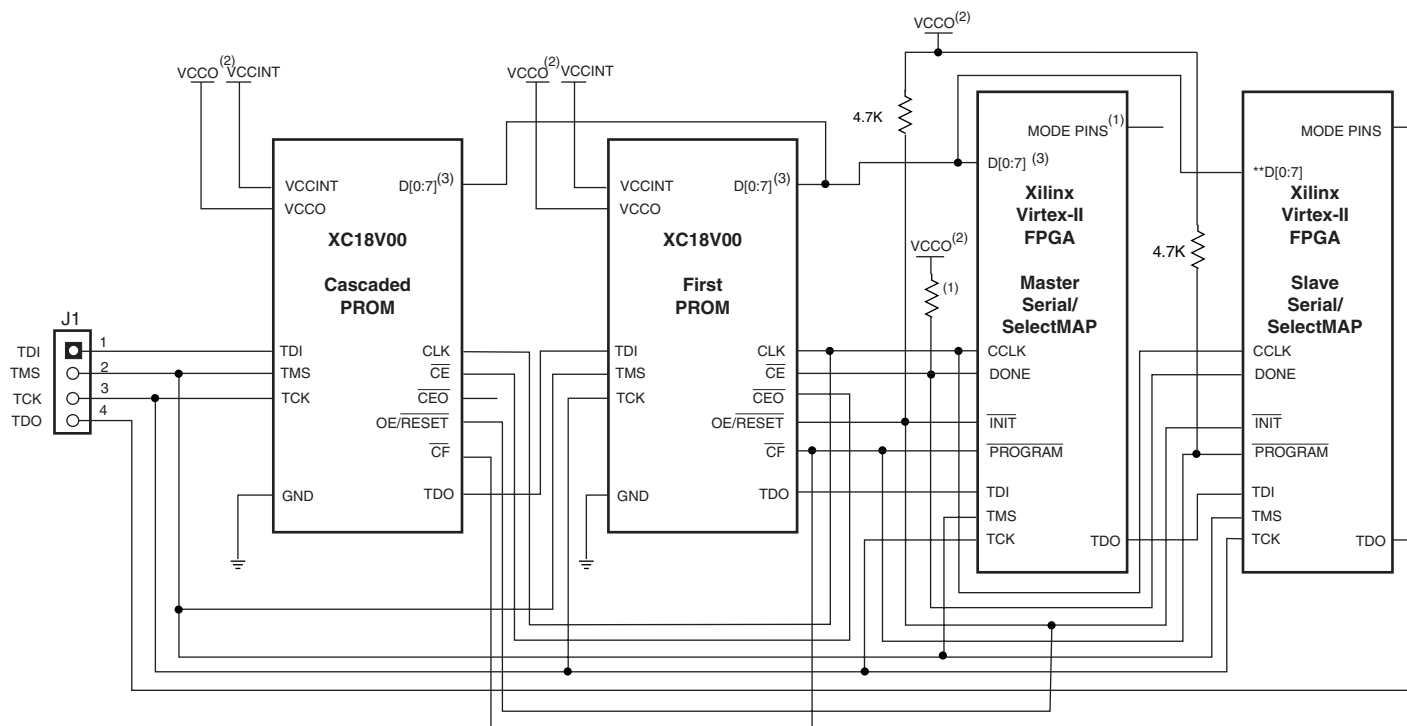 VCCO(2)
VCCO(2) VCCINT
VCCO(2) VCCINT
4.7K
MODE PINS(1)
MODE PINS
D[0:7](3)
D[0:7](3)
D[0:7] (3)
**D[0:7]
VCCINT
VCCO
VCCINT
VCCO
XC18V00
Cascaded
PROM
XC18V00
First
PROM
Xilinx
Virtex-II
FPGA
Master
Serial/
SelectMAP
Xilinx
Virtex-II
FPGA
Slave
Serial/
SelectMAP
VCCO(2)
(1)
4.7K
J1
TDI
1
TMS
2
TCK
3
TDO
4
TDI
TMS
TCK
GND
CLK
CE
CEO
OE/RESET
CF
TDO
TDI
TMS
TCK
GND
CLK
CE
CEO
OE/RESET
CF
TDO
CCLK
DONE
INIT
PROGRAM
TDI
TMS
TCK
TDO
CCLK
DONE
INIT
PROGRAM
TDI
TMS
TCK
TDO